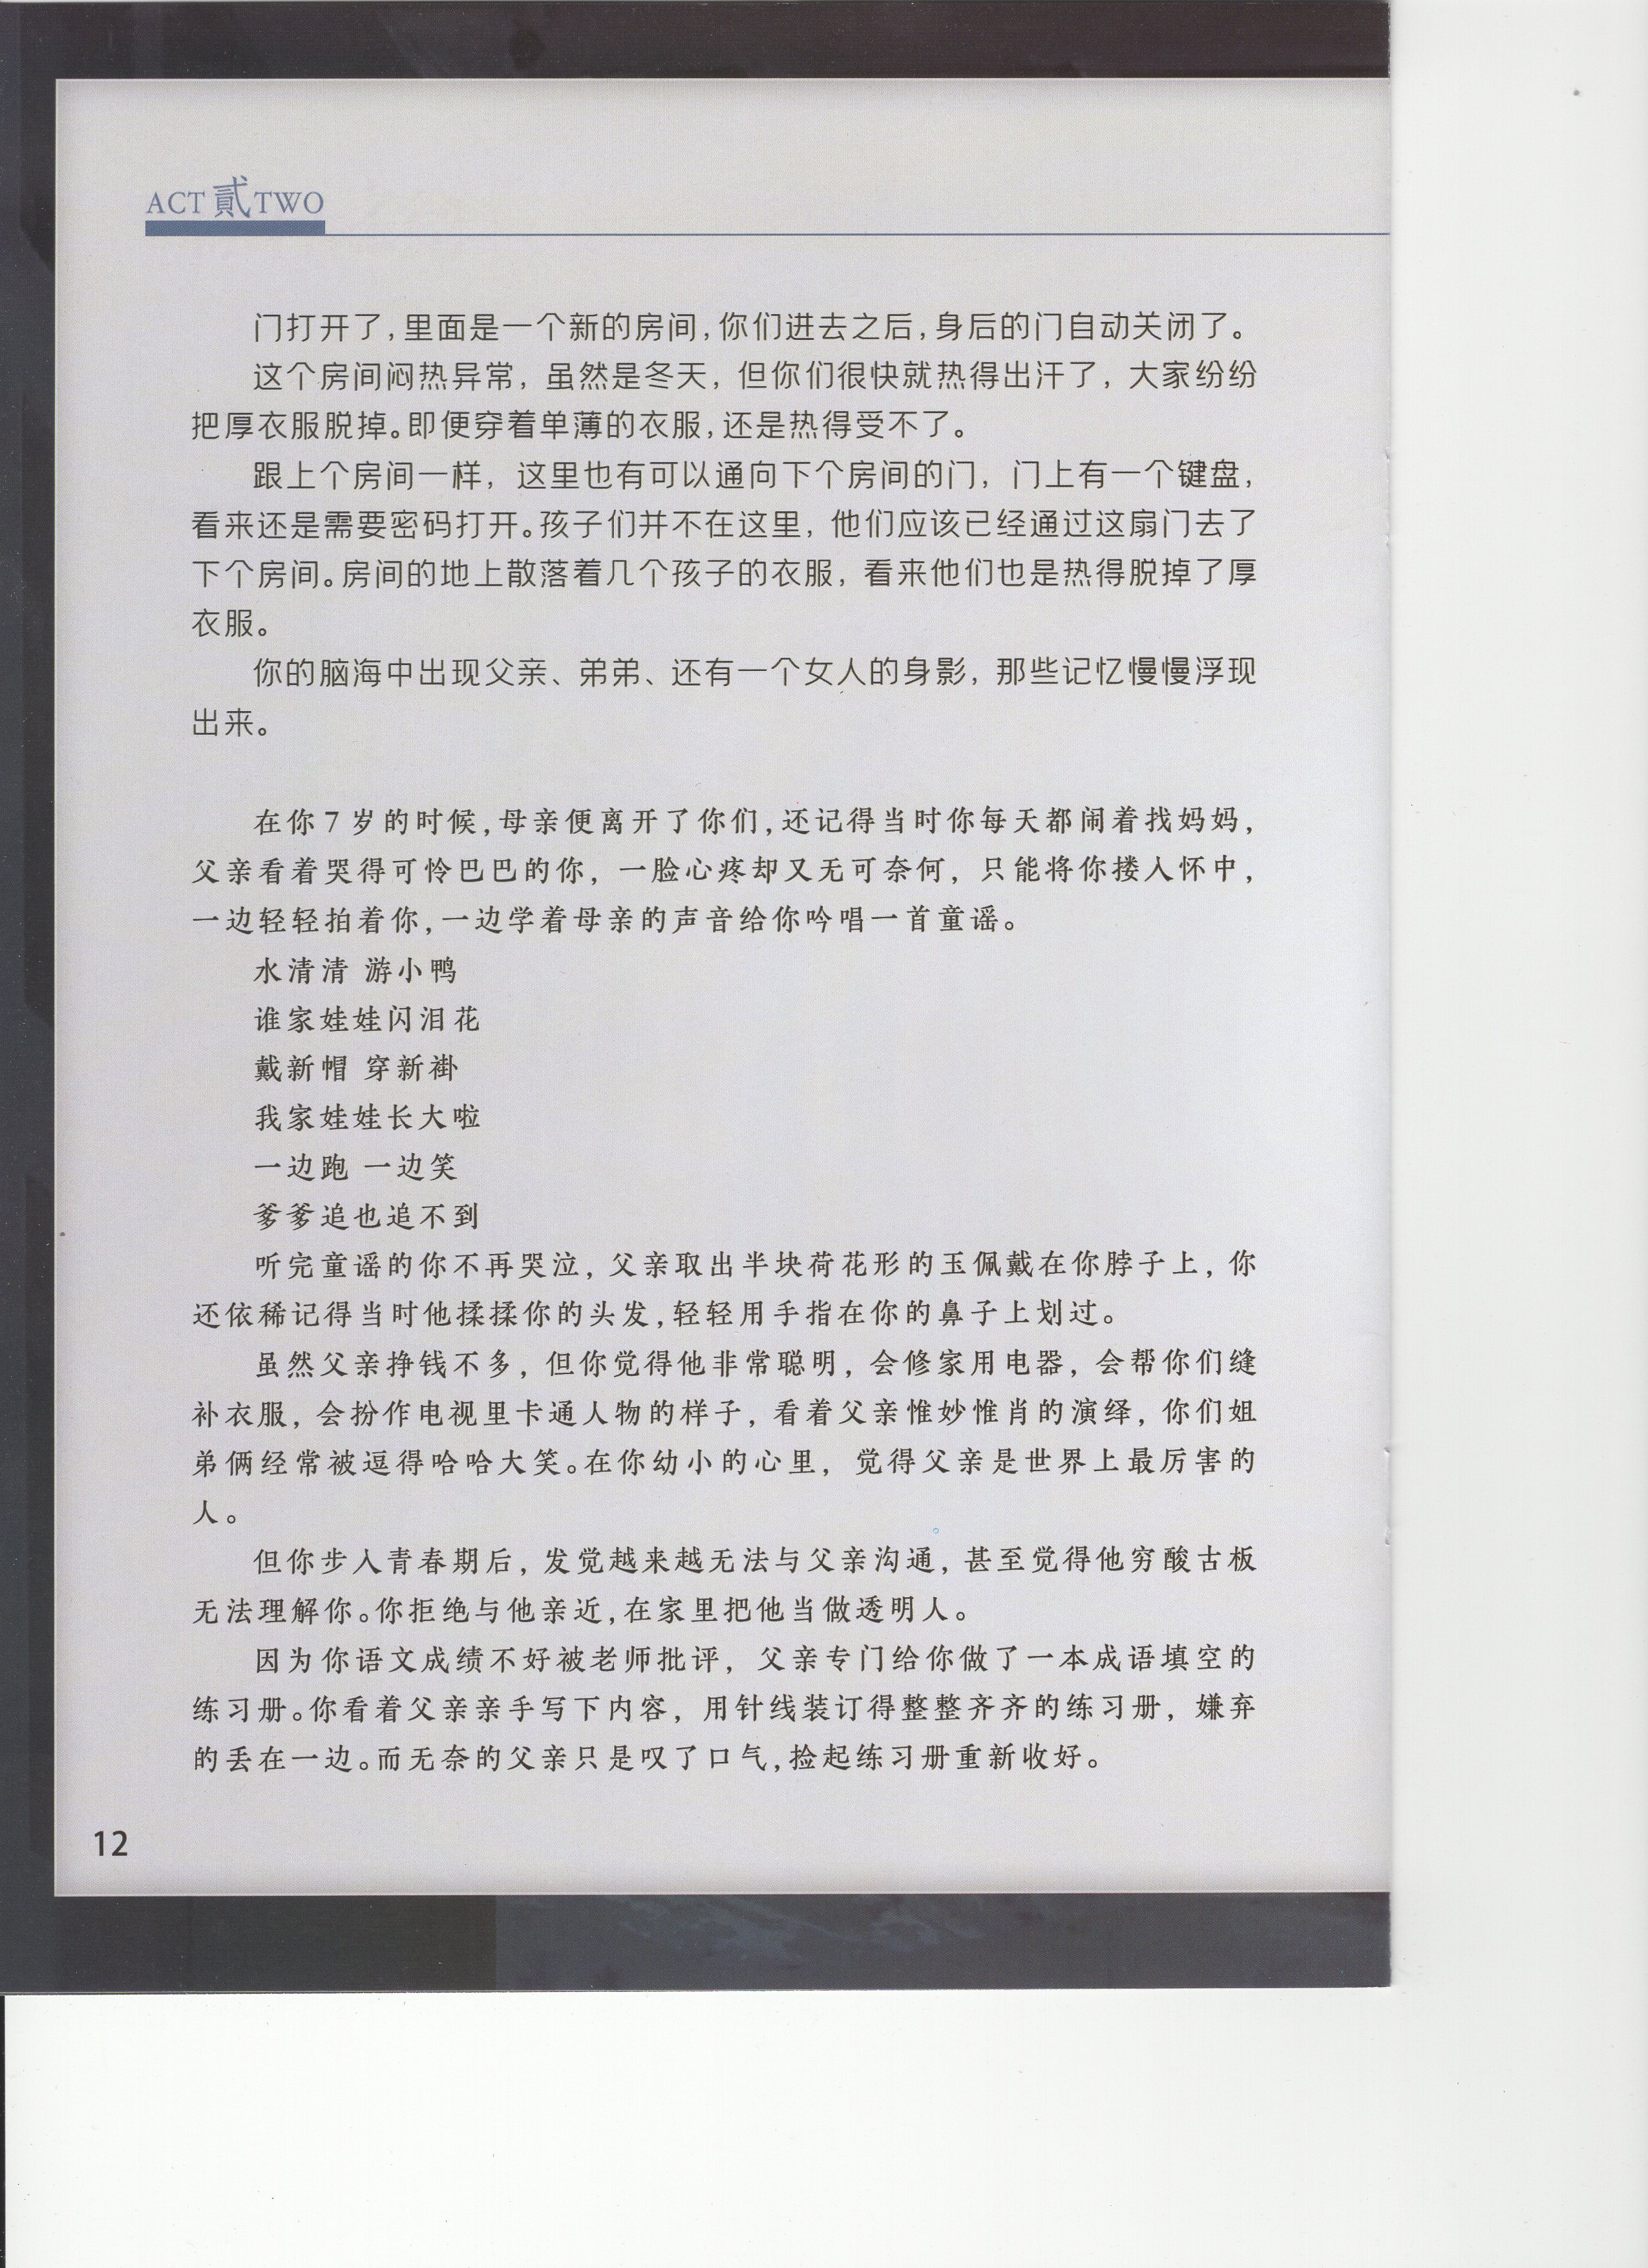 ACT 貳 TWO
门打开了,里面是一个新的房间,你们进去之后,身后的门自动关闭了。
这个房间闷热异常,虽然是冬天,但你们很快就热得出汗了,大家纷纷
把厚衣服脱掉。即便穿着单薄的衣服,还是热得受不了。
跟上个房间一样,这里也有可以通向下个房间的门,门上有一个键盘,
看来还是需要密码打开。孩子们并不在这里,他们应该已经通过这扇门去了
下个房间。房间的地上散落着几个孩子的衣服,看来他们也是热得脱掉了厚
衣服。
你的脑海中出现父亲、弟弟、还有一个女人的身影,那些记忆慢慢浮现
出来。
在你7岁的时候,母亲便离开了你们,还记得当时你每天都闹着找妈妈,
父亲看着哭得可怜巴巴的你,一脸心疼却又无可奈何,只能将你搂入怀中,
一边轻轻拍着你,一边学着母亲的声音给你吟唱一首童谣。
水清清 游小鸭
谁家娃娃闪泪花
戴新帽 穿新褂
我家娃娃长大啦
一边跑 一边笑
爹爹追也追不到
听完童谣的你不再哭泣,父亲取出半块荷花形的玉佩戴在你脖子上,你
还依稀记得当时他揉揉你的头发,轻轻用手指在你的鼻子上划过。
虽然父亲挣钱不多,但你觉得他非常聪明,会修家用电器,会帮你们缝
补衣服,会扮作电视里卡通人物的样子,看着父亲惟妙惟肖的演绎,你们姐
弟俩经常被逗得哈哈大笑。在你幼小的心里,觉得父亲是世界上最厉害的
人。
但你步入青春期后,发觉越来越无法与父亲沟通,甚至觉得他穷酸古板
无法理解你。你拒绝与他亲近,在家里把他当做透明人。
因为你语文成绩不好被老师批评,父亲专门给你做了一本成语填空的
练习册。你看着父亲亲手写下内容,用针线装订得整整齐齐的练习册,嫌弃
的丢在一边。而无奈的父亲只是叹了口气,捡起练习册重新收好。
12